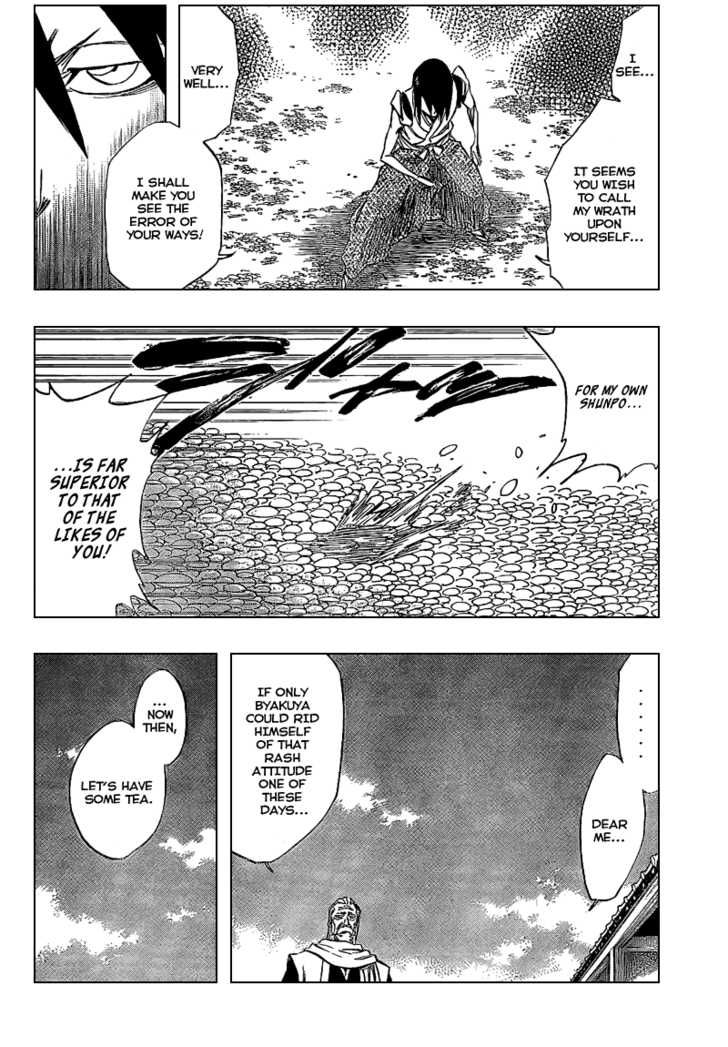 I
SEE...
IT SEEMS
YOU WISH
TO CALL
MY WRATH
UPON
YOURSELF...
VERY
WELL...
I SHALL
MAKE YOU
SEE THE
ERROR OF
YOUR WAYS!
FOR MY OWN
SHUNPO...
...IS FAR
SUPERIOR
TO THAT
OF THE
LIKES OF
YOU!
......
DEAR
ME...
IF ONLY
BYAKUYA
COULD RID
HIMSELF
OF THAT
RASH
ATTITUDE
ONE OF
THESE
DAYS...
...
NOW
THEN,
LET'S HAVE
SOME TEA.